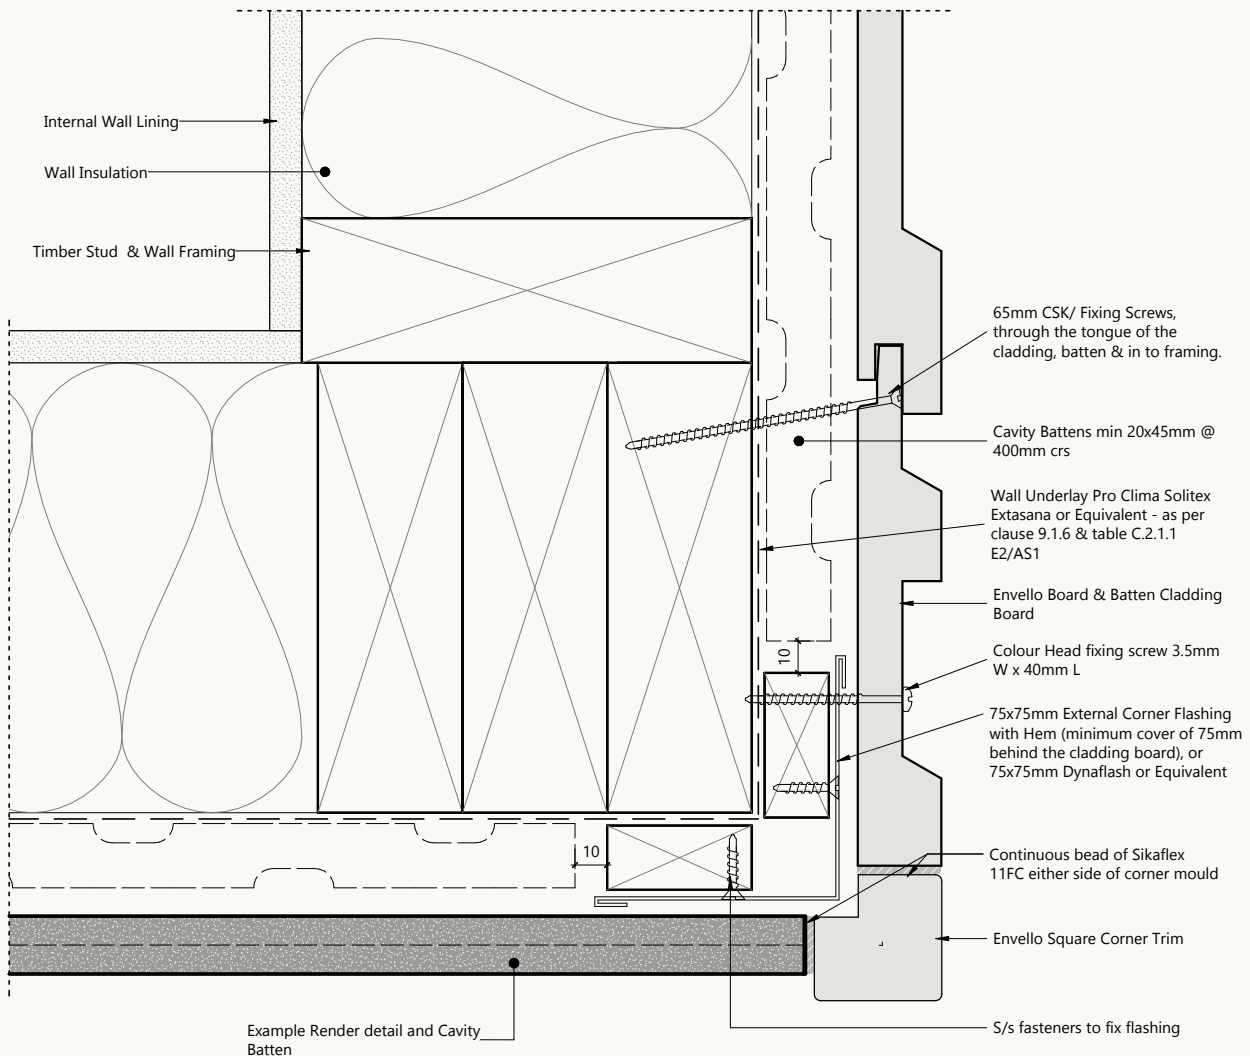 Internal Wall Lining
Wall Insulation
Timber Stud & Wall Framing
65mm CSK/ Fixing Screws,
through the tongue of the
cladding, batten & in to framing.
Cavity Battens min 20x45mm @
400mm crs
Wall Underlay Pro Clima Solitex
Extasana or Equivalent - as per
clause 9.1.6 & table C.2.1.1
E2/AS1
Envello Board & Batten Cladding
Board
10
Colour Head fixing screw 3.5mm
W x 40mm L
75x75mm External Corner Flashing
with Hem (minimum cover of 75mm
behind the cladding board), or
75x75mm Dynaflash or Equivalent
10
Continuous bead of Sikaflex
11FC either side of corner mould
Envello Square Corner Trim
S/s fasteners to fix flashing
Example Render detail and Cavity
Batten